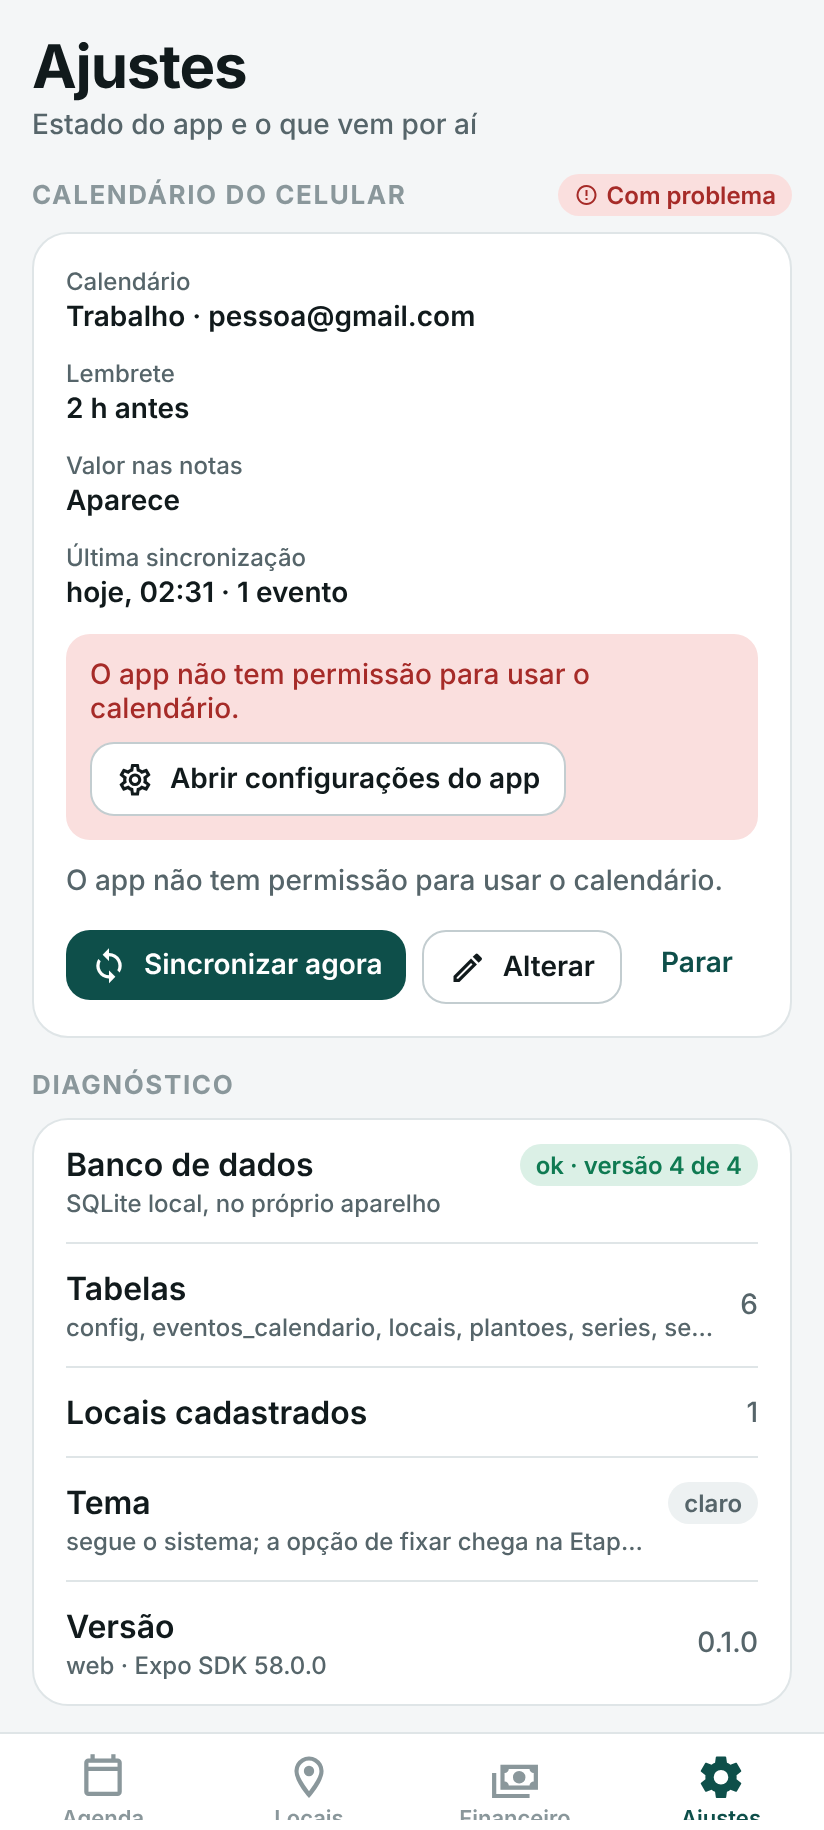 Ajustes
Estado do app e o que vem por aí
CALENDÁRIO DO CELULAR
Com problema
Calendário
Trabalho · pessoa@gmail.com
Lembrete
2 h antes
Valor nas notas
Aparece
Última sincronização
hoje, 02:31 · 1 evento
O app não tem permissão para usar o
calendário.
Abrir configurações do app
O app não tem permissão para usar o calendário.
Sincronizar agora
Alterar
Parar
DIAGNÓSTICO
Banco de dados
ok · versão 4 de 4
SQLite local, no próprio aparelho
Tabelas
6
config, eventos_calendario, locais, plantoes, series, se...
Locais cadastrados
1
Tema
claro
segue o sistema; a opção de fixar chega na Etap...
Versão
0.1.0
web · Expo SDK 58.0.0
Agenda
Locais
Financeiro
Ajustes